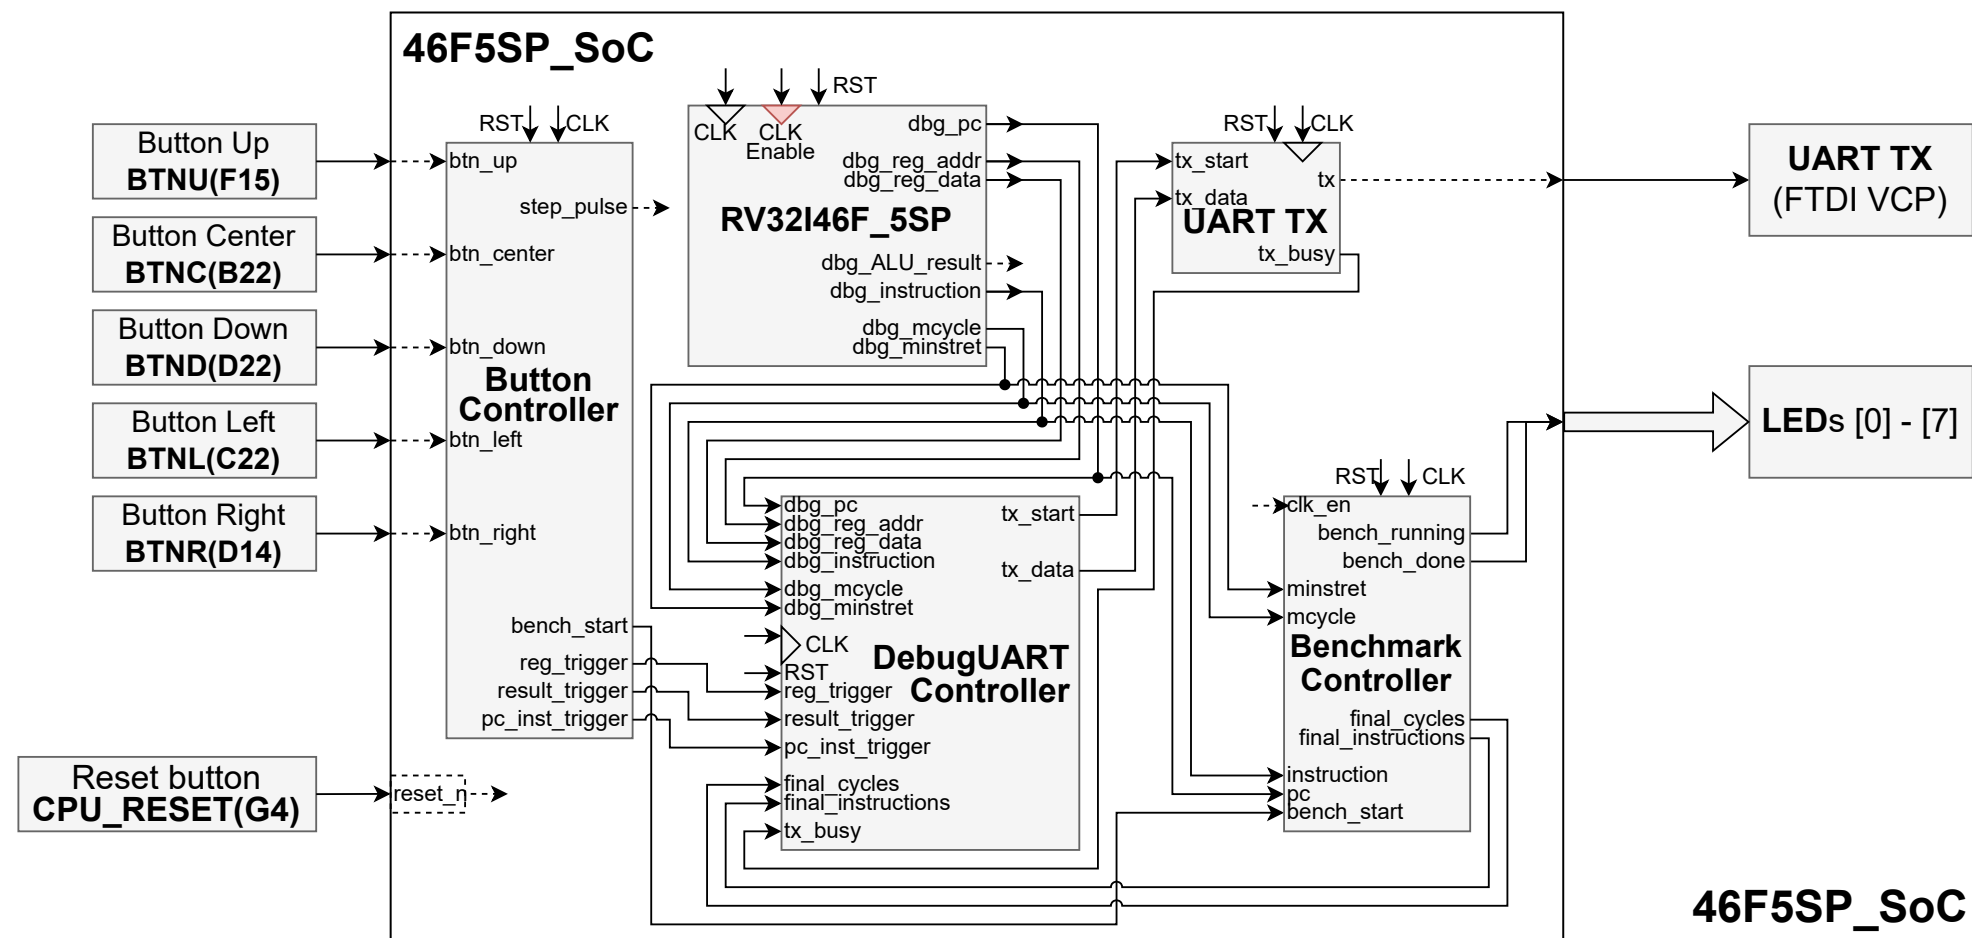 46F5SP_SoC
Button Up
BTNU(F15)
Button Center
BTNC(B22)
Button Down
BTND(D22)
Button Left
BTNL(C22)
Button Right
BTNR(D14)
Reset button
CPU_RESET(G4)
reset_n
RST
CLK
btn_up
step_pulse
btn_center
btn_down
Button
Controller
btn_left
btn_right
bench_start
reg_trigger
result_trigger
pc_inst_trigger
RST
CLK
CLK
Enable
dbg_pc
dbg_reg_addr
dbg_reg_data
RV32I46F_5SP
dbg_ALU_result
dbg_instruction
dbg_mcycle
dbg_minstret
RST
CLK
tx_start
tx
tx_data
UART TX
tx_busy
dbg_pc
dbg_reg_addr
dbg_reg_data
dbg_instruction
dbg_mcycle
dbg_minstret
tx_start
tx_data
CLK
RST
DebugUART
Controller
reg_trigger
result_trigger
pc_inst_trigger
final_cycles
final_instructions
tx_busy
RST
CLK
clk_en
bench_running
bench_done
minstret
mcycle
Benchmark
Controller
final_cycles
final_instructions
instruction
pc
bench_start
UART TX
(FTDI VCP)
LEDs [0] - [7]
46F5SP_SoC